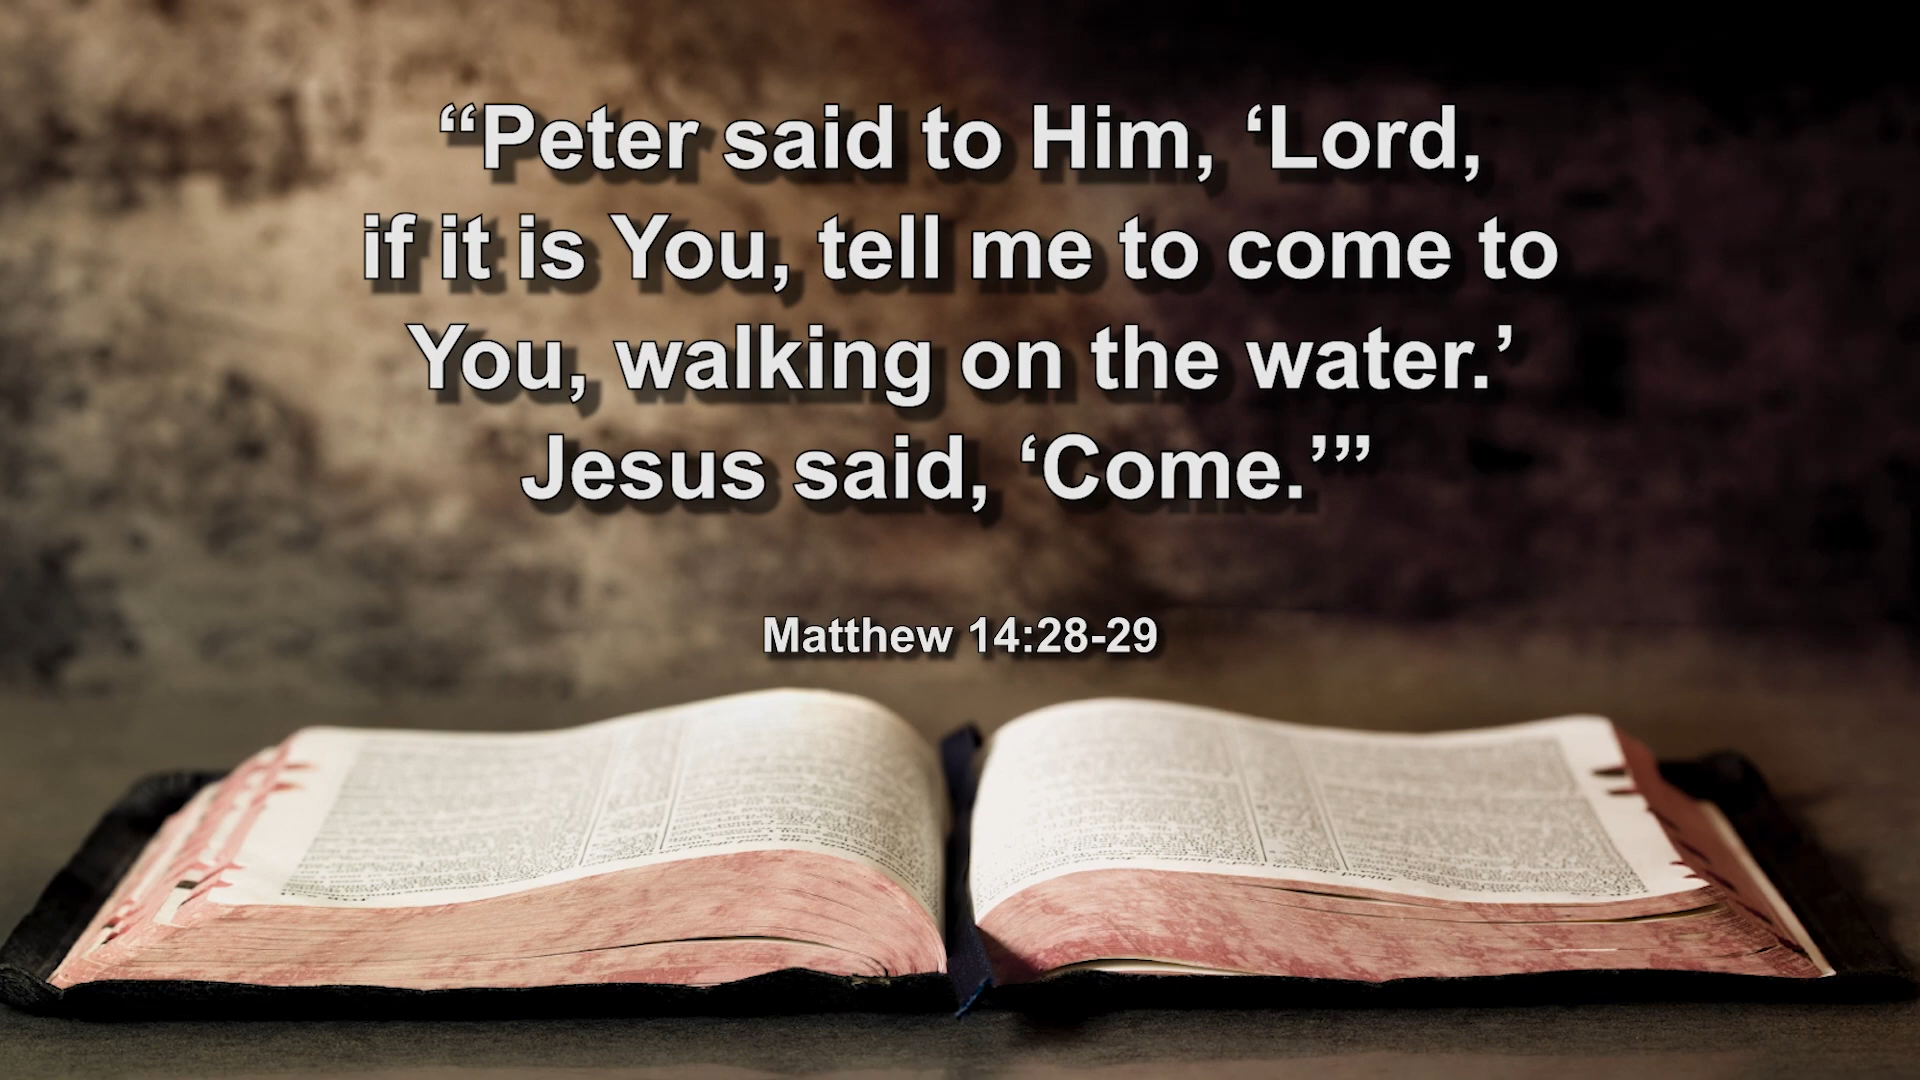 “Peter said to Him, ‘Lord,
if it is You, tell me to come to
You, walking on the water.’
Jesus said, ‘Come.’”
Matthew 14:28-29